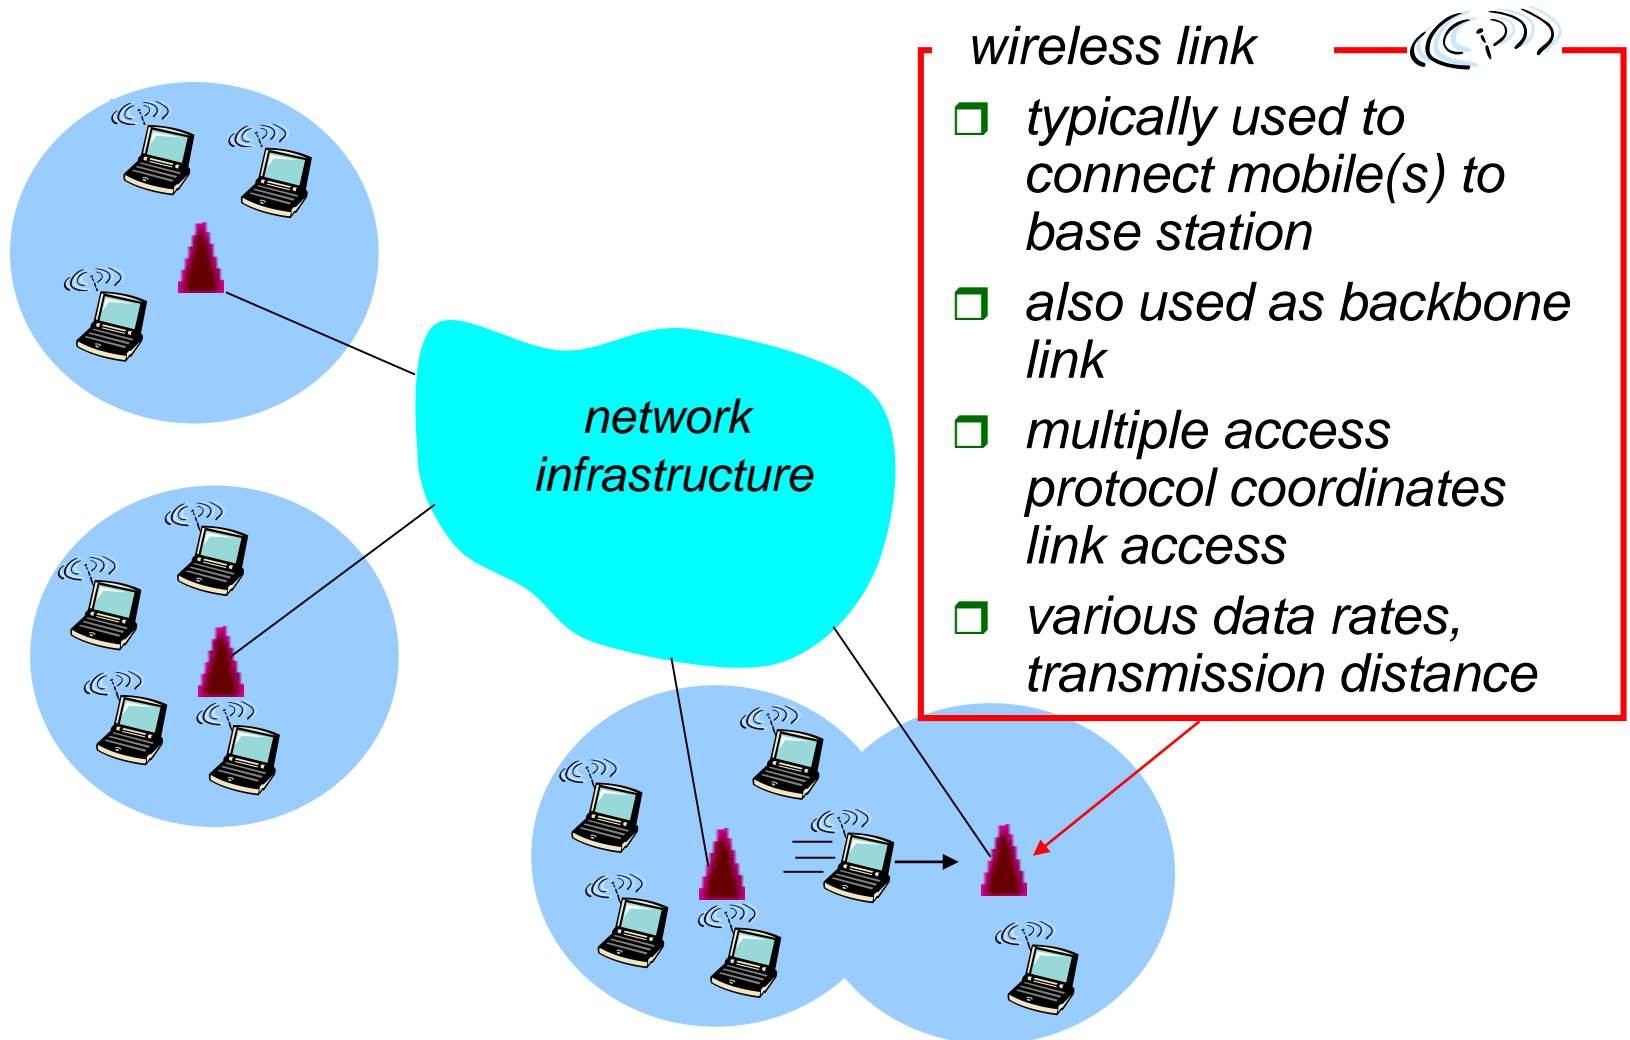 wireless link
typically used to
connect mobile(s) to
base station
also used as backbone
link
multiple access
protocol coordinates
link access
various data rates,
transmission distance
network
infrastructure